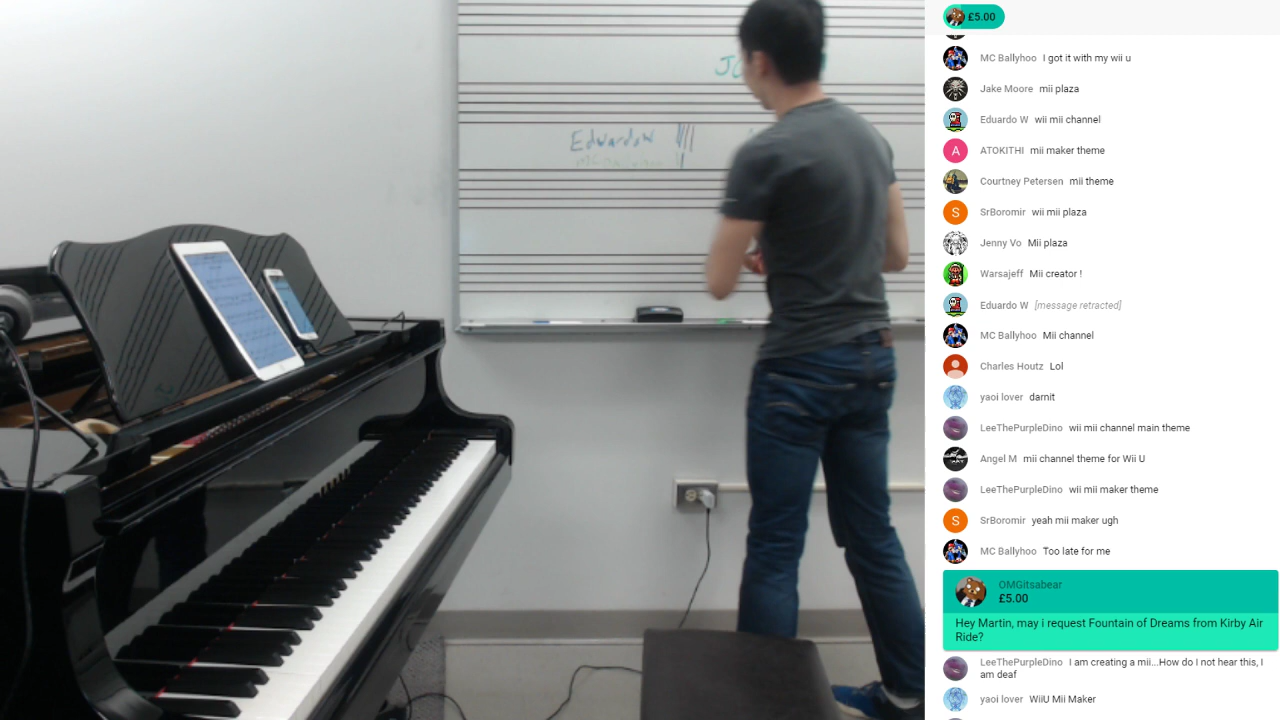 £5.00
MC Ballyhoo I got it with my wii u
Jake Moore mii plaza
Eduardo W wii mii channel
A ATOKITHI mii maker theme
Courtney Petersen mii theme
S SrBoromir wii mii plaza
Jenny Vo Mii plaza
Warsajeff Mii creator !
Eduardo W [message retracted]
MC Ballyhoo Mii channel
Charles Houtz Lol
yaoi lover darnit
LeeThePurpleDino wii mii channel main theme
Angel M mii channel theme for Wii U
LeeThePurpleDino wii mii maker theme
S SrBoromir yeah mii maker ugh
MC Ballyhoo Too late for me
OMGitsabear
£5.00
Hey Martin, may i request Fountain of Dreams from Kirby Air
Ride?
LeeThePurpleDino I am creating a mii...How do I not hear this, I
am deaf
yaoi lover WiiU Mii Maker
EdwardoW
MC Ballyhoo